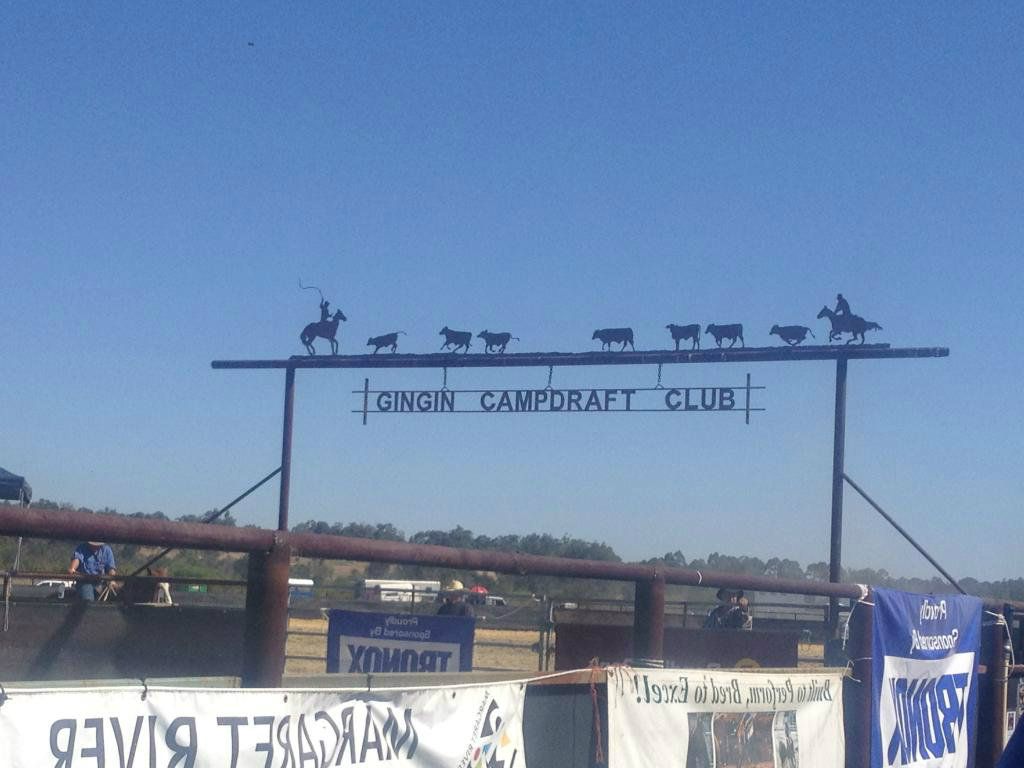 GINGIN CAMPDRAFT CLUB
Proudly
Sponsored By
TRONOX
Proudly
Sponsored By
TRONOX
Built to Perform, Bred to Excel!!
MARGARET RIVER